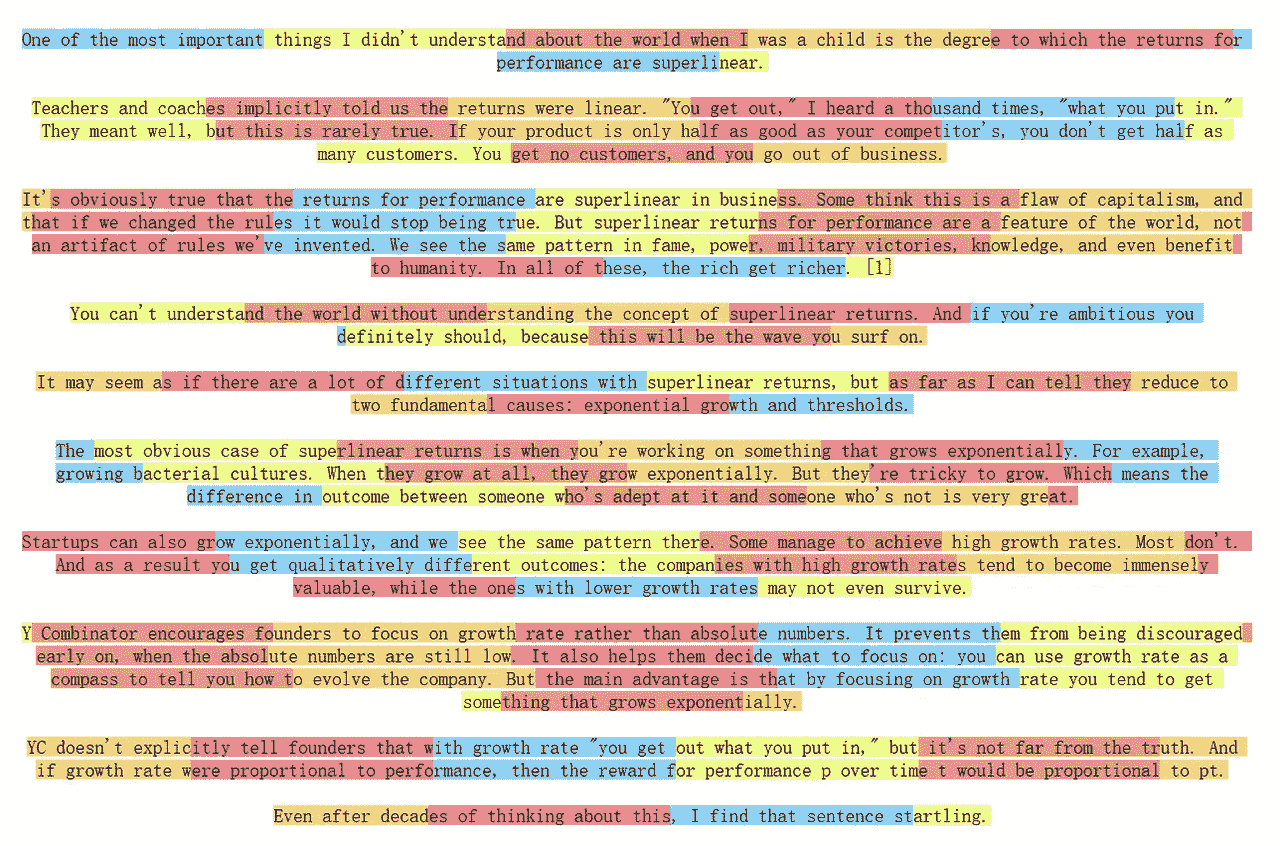 One of the most important things I didn't understand about the world when I was a child is the degree to which the returns for
performance are superlinear.
Teachers and coaches implicitly told us the returns were linear. "You get out," I heard a thousand times, "what you put in."
They meant well, but this is rarely true. If your product is only half as good as your competitor's, you don't get half as
many customers. You get no customers, and you go out of business.
It's obviously true that the returns for performance are superlinear in business. Some think this is a flaw of capitalism, and
that if we changed the rules it would stop being true. But superlinear returns for performance are a feature of the world, not
an artifact of rules we've invented. We see the same pattern in fame, power, military victories, knowledge, and even benefit
to humanity. In all of these, the rich get richer. [1]
You can't understand the world without understanding the concept of superlinear returns. And if you're ambitious you
definitely should, because this will be the wave you surf on.
It may seem as if there are a lot of different situations with superlinear returns, but as far as I can tell they reduce to
two fundamental causes: exponential growth and thresholds.
The most obvious case of superlinear returns is when you're working on something that grows exponentially. For example,
growing bacterial cultures. When they grow at all, they grow exponentially. But they're tricky to grow. Which means the
difference in outcome between someone who's adept at it and someone who's not is very great.
Startups can also grow exponentially, and we see the same pattern there. Some manage to achieve high growth rates. Most don't.
And as a result you get qualitatively different outcomes: the companies with high growth rates tend to become immensely
valuable, while the ones with lower growth rates may not even survive.
Y Combinator encourages founders to focus on growth rate rather than absolute numbers. It prevents them from being discouraged
early on, when the absolute numbers are still low. It also helps them decide what to focus on: you can use growth rate as a
compass to tell you how to evolve the company. But the main advantage is that by focusing on growth rate you tend to get
something that grows exponentially.
YC doesn't explicitly tell founders that with growth rate "you get out what you put in," but it's not far from the truth. And
if growth rate were proportional to performance, then the reward for performance p over time t would be proportional to pt.
Even after decades of thinking about this, I find that sentence startling.